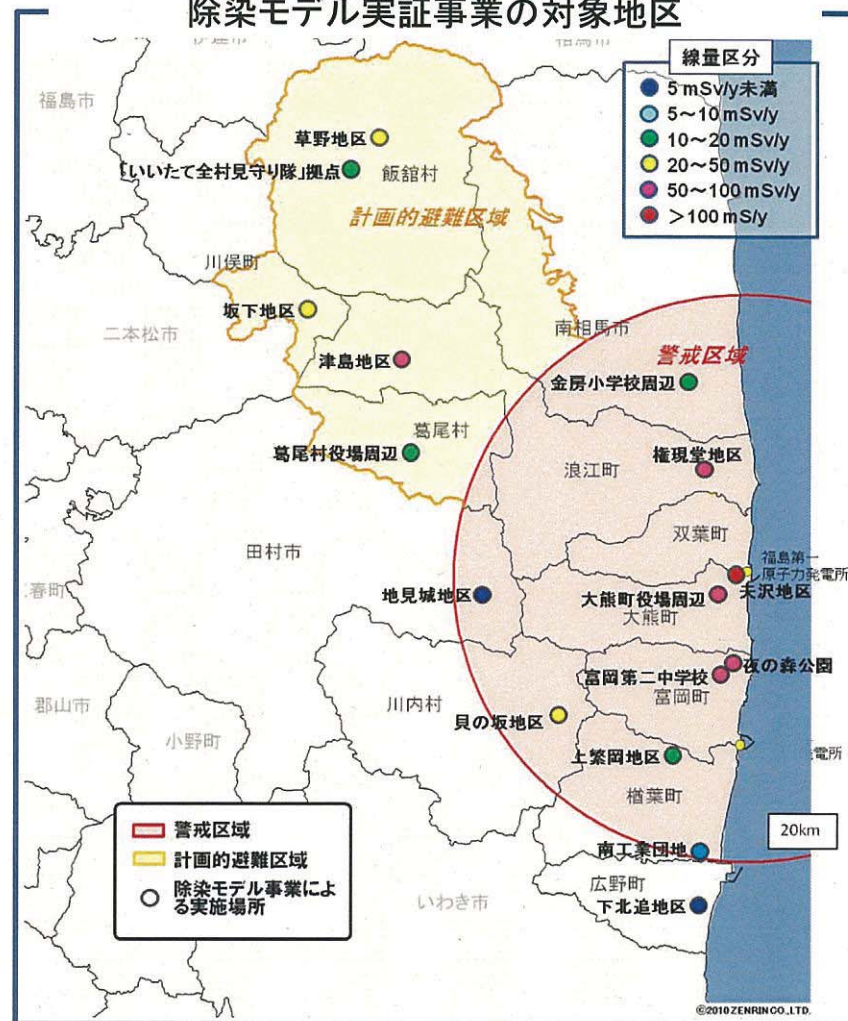 除染モデル実証事業の対象地区
線量区分
5 mSv/y未満
5～10mSv/y
10～20mSv/y
20～50mSv/y
50～100mSv/y
＞100mS/y
福島市
草野地区
「いいたて全村見守り隊」拠点
飯舘村
計画的避難区域
川俣町
坂下地区
二本松市
南相馬市
津島地区
警戒区域
金房小学校周辺
葛尾村
葛尾村役場周辺
権現堂地区
浪江町
田村市
双葉町
福島第一
原子力発電所
春町
地見城地区
大熊町役場周辺
夫沢地区
大熊町
夜の森公園
富岡第二中学校
富岡町
郡山市
川内村
貝の坂地区
小野町
上繁岡地区
電所
楢葉町
警戒区域
計画的避難区域
除染モデル事業によ
る実施場所
20km
南工業団地
広野町
いわき市
下北迫地区
©2010 ZENRIN CO., LTD.